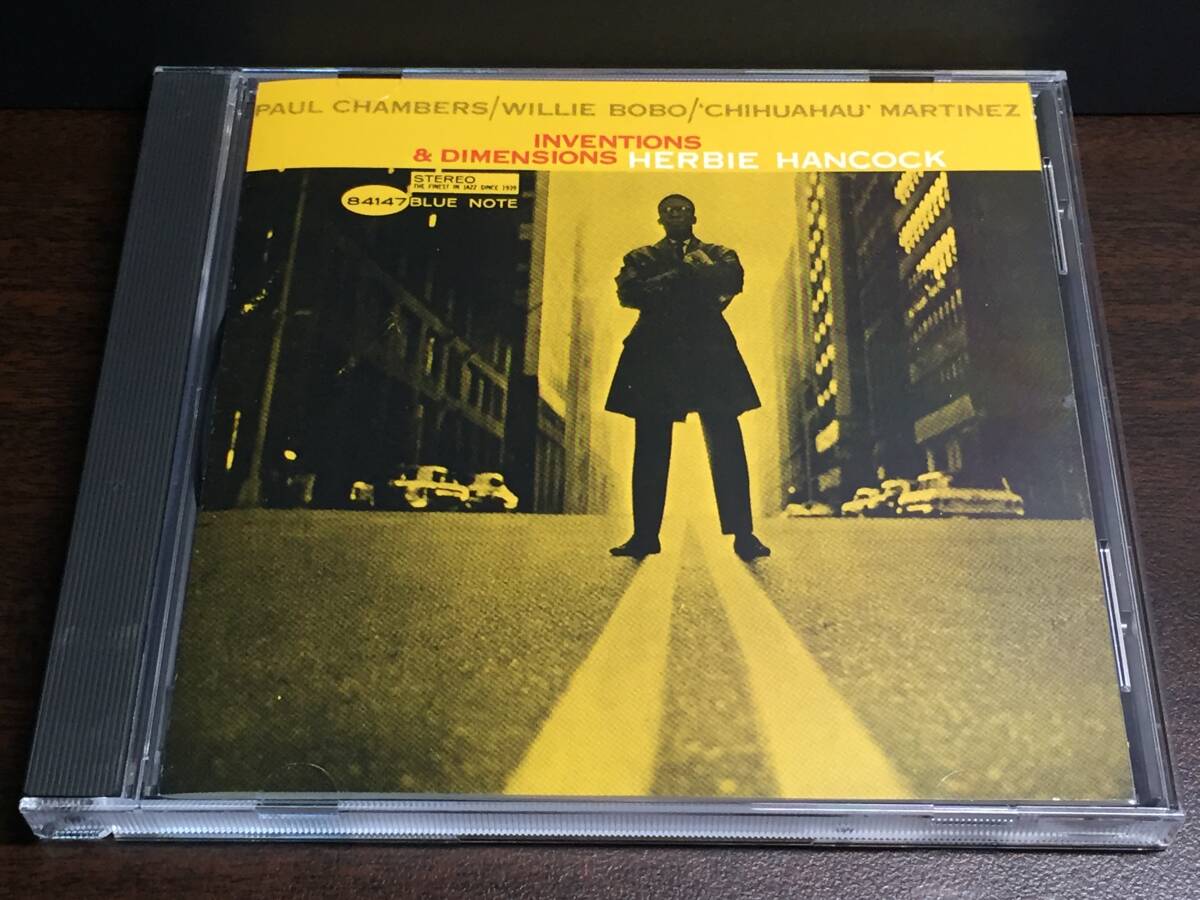 PAUL CHAMBERS/WILLIE BOBO/'CHIHUAHAU' MARTINEZ
INVENTIONS
& DIMENSIONS HERBIE HANCOCK
STEREO
THE FINEST IN JAZZ SINCE 1939
84147 BLUE NOTE